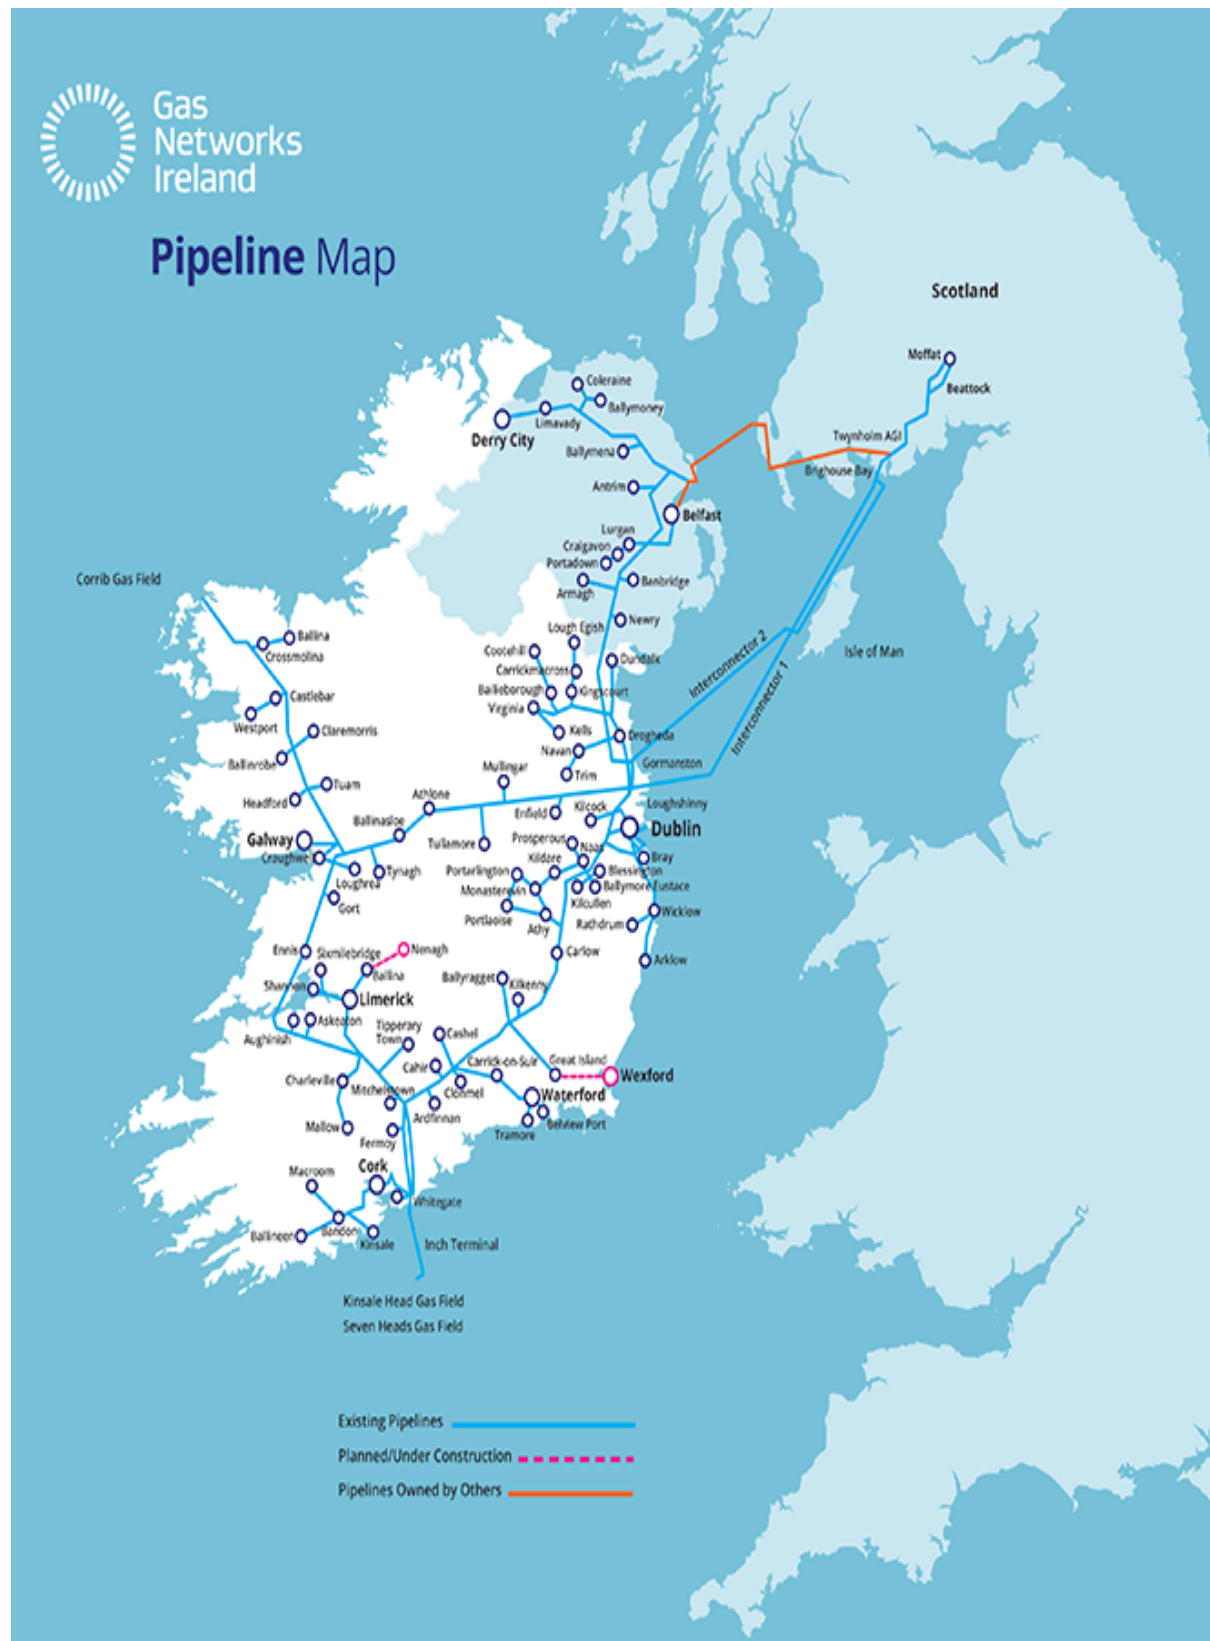 Gas
Networks
Ireland
Pipeline Map
Scotland
Moffat
Beattock
Twynholm AGI
Brighouse Bay
Coleraine
Ballymoney
Limavady
Derry City
Ballymena
Antrim
Belfast
Lurgan
Craigavon
Portadown
Banbridge
Armagh
Newry
Corrib Gas Field
Lough Egish
Cootehill
Dundalk
Carrickmacross
Bailieborough
Kingscourt
Virginia
Kells
Drogheda
Navan
Trim
Gormanston
Interconnector 2
Interconnector 1
Isle of Man
Ballina
Crossmolina
Castlebar
Westport
Claremorris
Ballinrobe
Tuam
Headford
Mullingar
Athlone
Ballinasloe
Enfield
Kilcock
Loughshinny
Dublin
Galway
Craughwell
Tullamore
Prosperous
Naas
Bray
Loughrea
Tynagh
Portarlington
Kildare
Blessington
Monasterevin
Ballymore Eustace
Kilcullen
Gort
Portlaoise
Athy
Rathdrum
Wicklow
Ennis
Sixmilebridge
Nenagh
Carlow
Arklow
Shannon
Ballina
Ballyragget
Kilkenny
Limerick
Askeaton
Aughinish
Tipperary
Town
Cashel
Cahir
Carrick-on-Suir
Great Island
Wexford
Charleville
Mitchelstown
Clonmel
Waterford
Ardfinnan
Belview Port
Tramore
Mallow
Fermoy
Cork
Macroom
Whitegate
Ballineen
Bandon
Kinsale
Inch Terminal
Kinsale Head Gas Field
Seven Heads Gas Field
Existing Pipelines
Planned/Under Construction
Pipelines Owned by Others